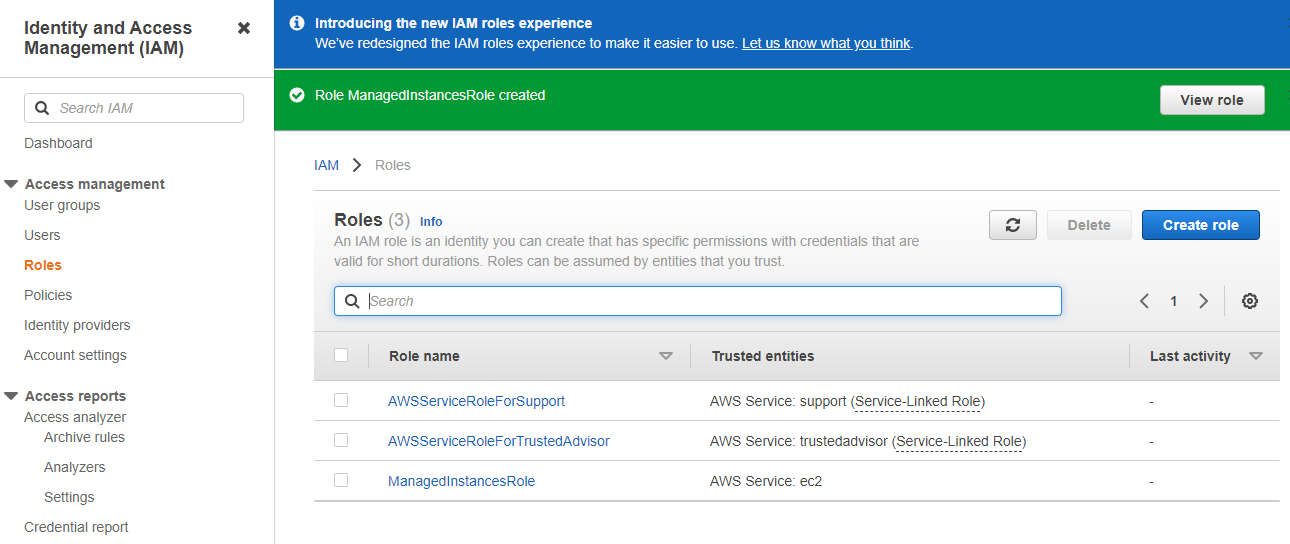 Identity and Access
Management (IAM)
Search IAM
Dashboard
Access management
User groups
Users
Roles
Policies
Identity providers
Account settings
Access reports
Access analyzer
Archive rules
Analyzers
Settings
Credential report
Introducing the new IAM roles experience
We've redesigned the IAM roles experience to make it easier to use. Let us know what you think.
Role ManagedInstancesRole created
View role
IAM > Roles
Roles (3) Info
An IAM role is an identity you can create that has specific permissions with credentials that are
valid for short durations. Roles can be assumed by entities that you trust.
Delete
Create role
Search
1
Role name Trusted entities Last activity
AWSServiceRoleForSupport AWS Service: support (Service-Linked Role) -
AWSServiceRoleForTrustedAdvisor AWS Service: trustedadvisor (Service-Linked Role) -
ManagedInstancesRole AWS Service: ec2 -